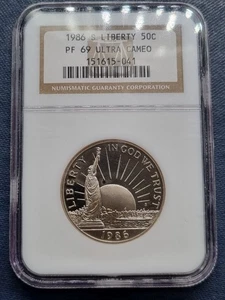 1986 S LIBERTY 50C
PF 69 ULTRA CAMEO
151615-041
NUMISMATIC GUARANTY CORPORATION
LIBERTY
IN GOD WE TRUST
1986